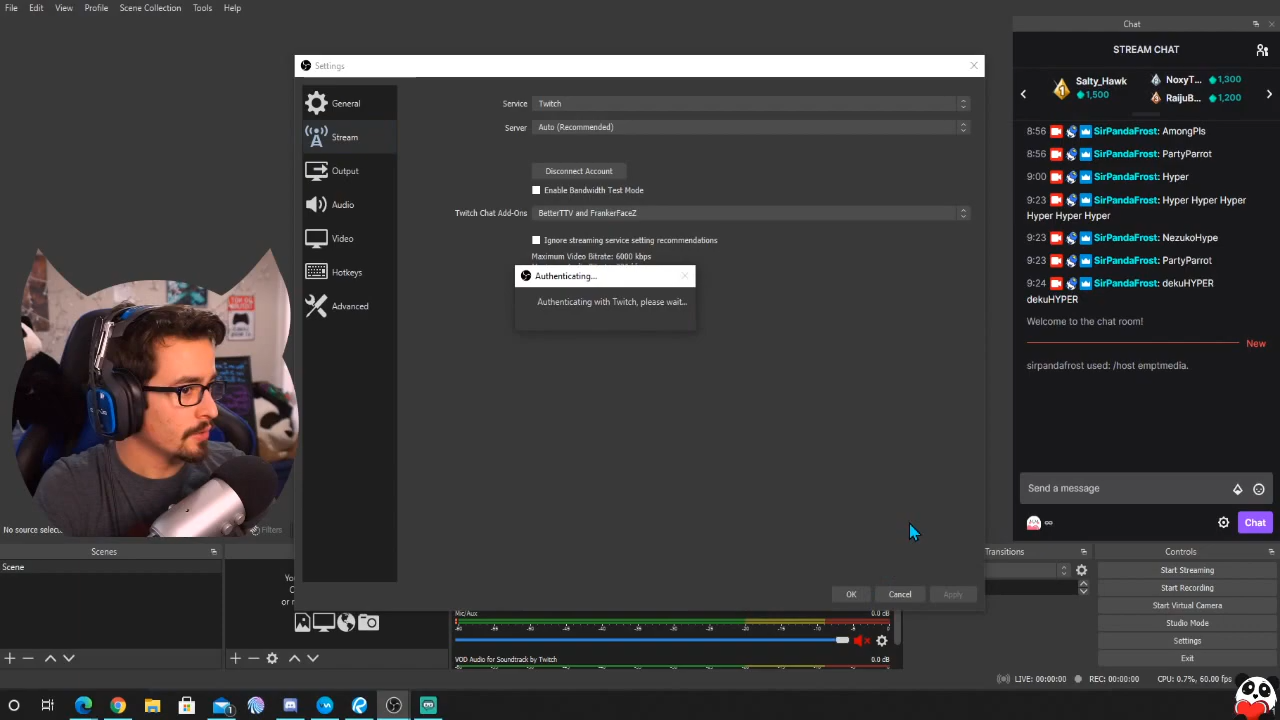 File Edit View Profile Scene Collection Tools Help
Chat
Settings
STREAM CHAT
General
Service
Twitch
Server
Auto (Recommended)
Salty_Hawk
1,500
NoxyT...
1,300
RaijuB...
1,200
Stream
Disconnect Account
Enable Bandwidth Test Mode
Output
Twitch Chat Add-Ons
BetterTTV and FrankerFaceZ
Audio
Ignore streaming service setting recommendations
Video
Maximum Video Bitrate: 6000 kbps
Authenticating...
Hotkeys
Authenticating with Twitch, please wait...
Advanced
8:56 SirPandaFrost: AmongPls
8:56 SirPandaFrost: PartyParrot
9:00 SirPandaFrost: Hyper
9:23 SirPandaFrost: Hyper Hyper Hyper
Hyper Hyper Hyper
9:23 SirPandaFrost: NezukoHype
9:23 SirPandaFrost: PartyParrot
9:24 SirPandaFrost: dekuHYPER
dekuHYPER
Welcome to the chat room!
New
sirpandafrost used: /host emptmedia.
Send a message
Chat
No source selec...
Filters
OK
Cancel
Apply
Scenes
Scene
Transitions
Controls
Start Streaming
Start Recording
Start Virtual Camera
Studio Mode
Settings
Exit
Mic/Aux
0.0 dB
VOD Audio for Soundtrack by Twitch
0.0 dB
LIVE: 00:00:00
REC: 00:00:00
CPU: 0.7%, 60.00 fps